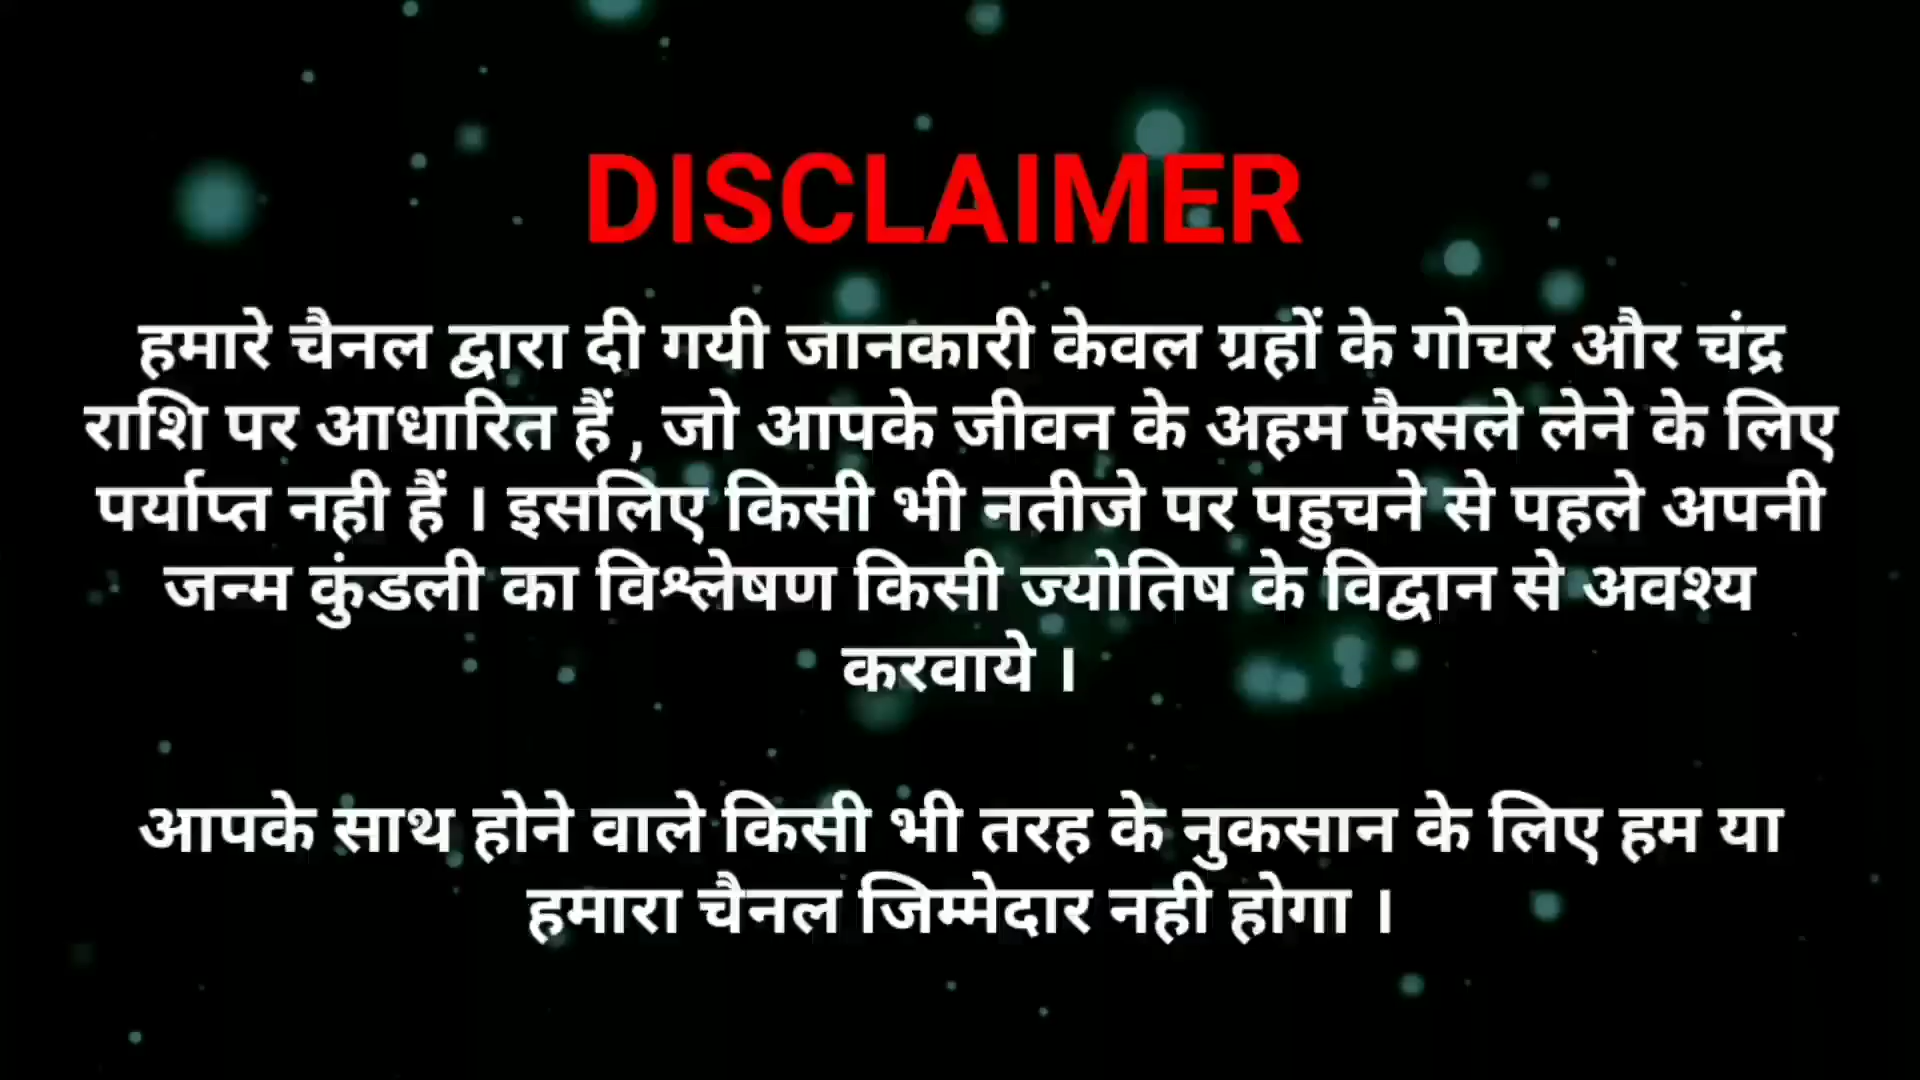 DISCLAIMER
हमारे चैनल द्वारा दी गयी जानकारी केवल ग्रहों के गोचर और चंद्र
राशि पर आधारित हैं , जो आपके जीवन के अहम फैसले लेने के लिए
पर्याप्त नही हैं । इसलिए किसी भी नतीजे पर पहुचने से पहले अपनी
जन्म कुंडली का विश्लेषण किसी ज्योतिष के विद्वान से अवश्य
करवाये ।
आपके साथ होने वाले किसी भी तरह के नुकसान के लिए हम या
हमारा चैनल जिम्मेदार नही होगा ।